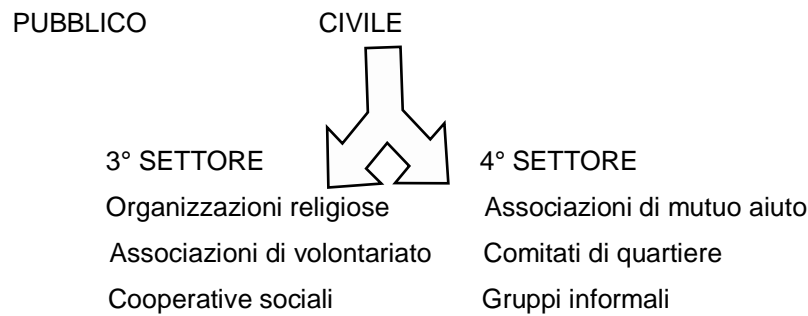 PUBBLICO CIVILE
3° SETTORE 4° SETTORE
Organizzazioni religiose Associazioni di mutuo aiuto
Associazioni di volontariato Comitati di quartiere
Cooperative sociali Gruppi informali